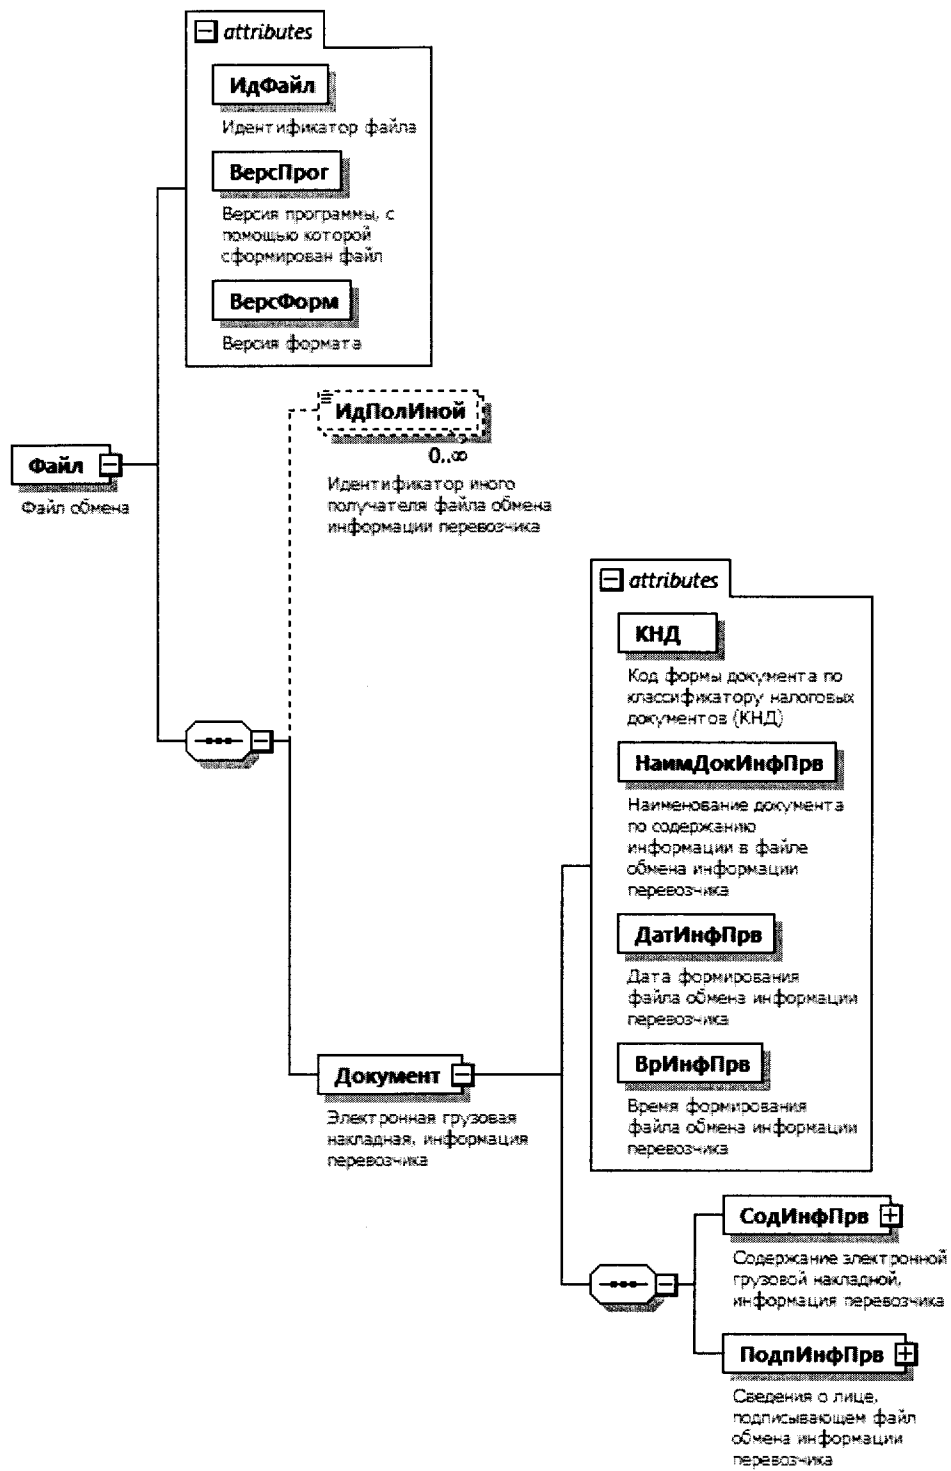 attributes
ИдФайл
Идентификатор файла
ВерсПрог
Версия программы, с
помощью которой
сформирован файл
ВерсФорм
Версия формата
ИдПолИной
0..∞
Идентификатор иного
получателя файла обмена
информации перевозчика
Файл
Файл обмена
attributes
КНД
Код формы документа по
классификатору налоговых
документов (КНД)
НаимДокИнфПрв
Наименование документа
по содержанию
информации в файле
обмена информации
перевозчика
ДатИнфПрв
Дата формирования
файла обмена информации
перевозчика
ВрИнфПрв
Время формирования
файла обмена информации
перевозчика
Документ
Электронная грузовая
накладная, информация
перевозчика
СодИнфПрв
Содержание электронной
грузовой накладной,
информация перевозчика
ПодпИнфПрв
Сведения о лице,
подписывающем файл
обмена информации
перевозчика